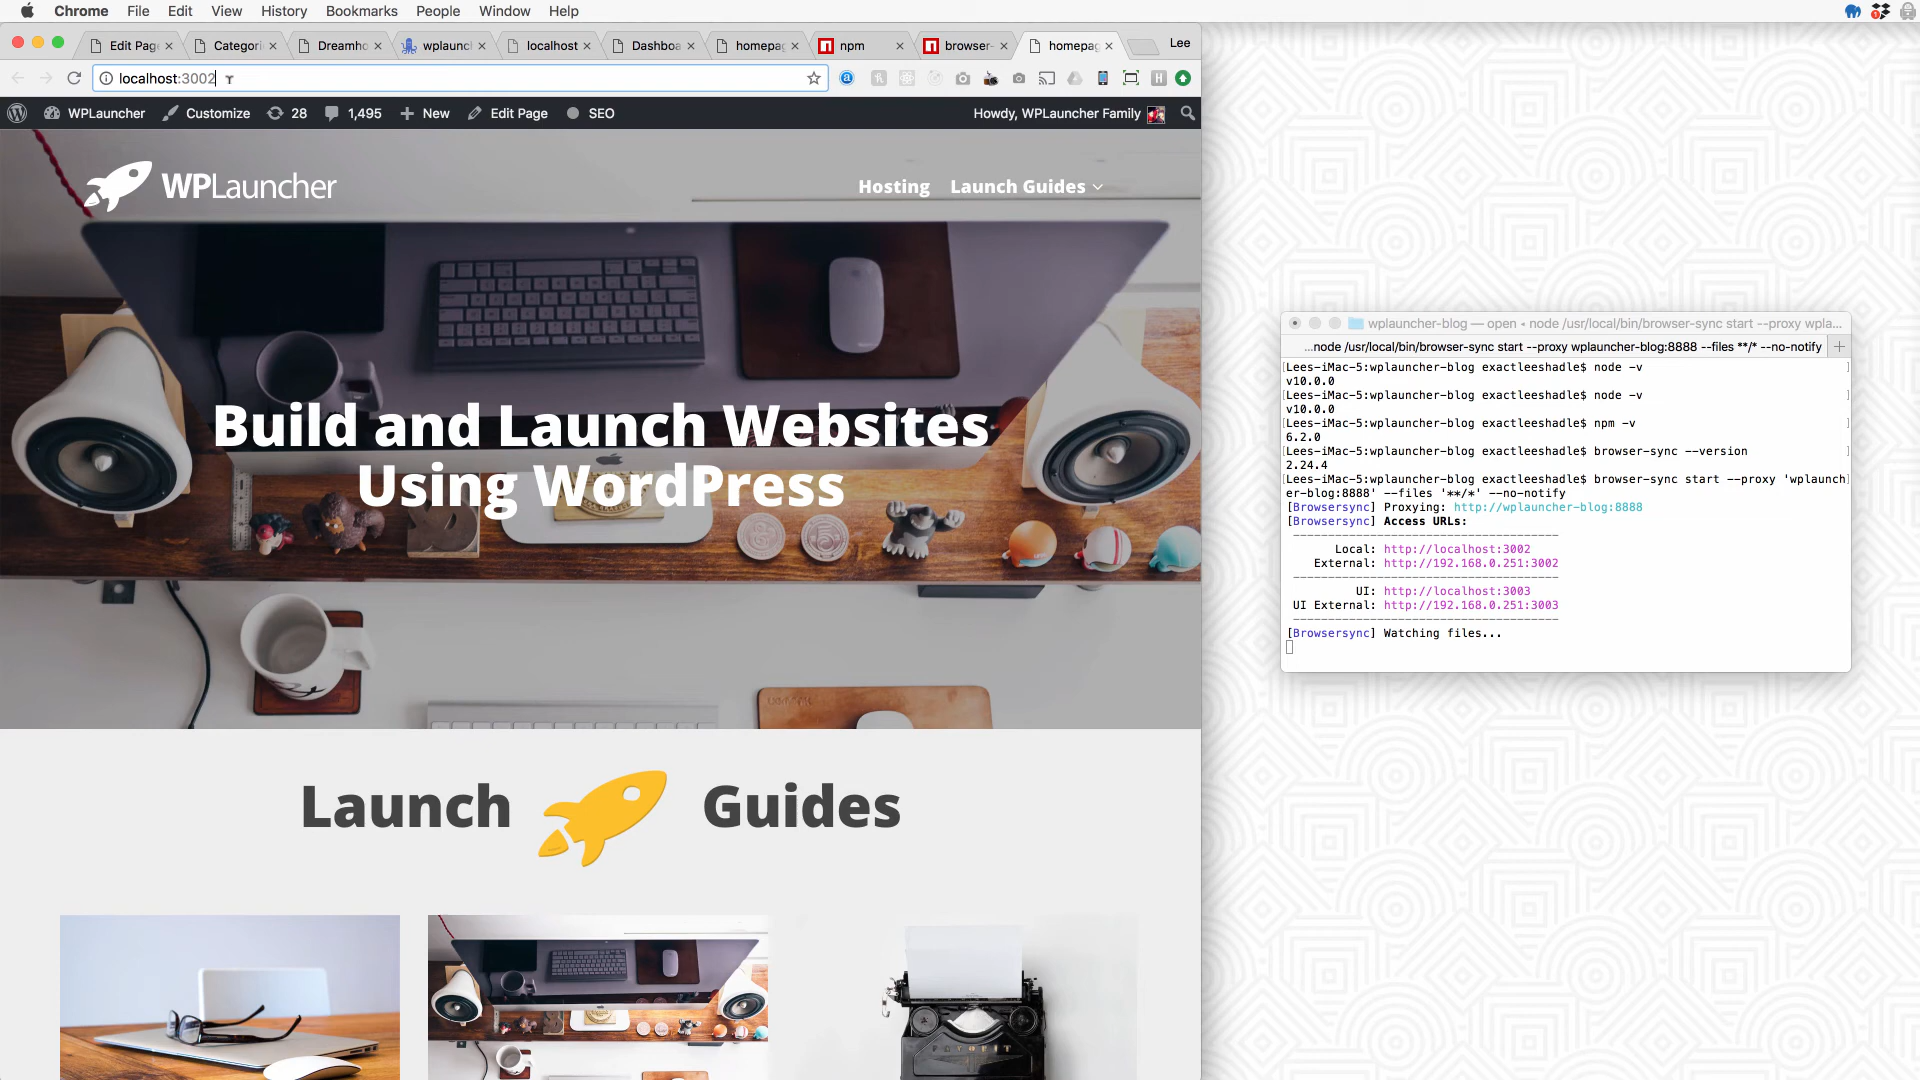 Chrome File Edit View History Bookmarks People Window Help
Edit Page Categori Dreamho wplaunc localhost Dashboa homepag npm browser- homepag Lee
localhost:3002
WPLauncher Customize 28 1,495 New Edit Page SEO Howdy, WPLauncher Family
WPLauncher Hosting Launch Guides
Build and Launch Websites
Using WordPress
Launch Guides
wplauncher-blog — open ◂ node /usr/local/bin/browser-sync start --proxy wpla...
...node /usr/local/bin/browser-sync start --proxy wplauncher-blog:8888 --files **/* --no-notify
[Lees-iMac-5:wplauncher-blog exactleeshadle$ node -v ]
v10.0.0
[Lees-iMac-5:wplauncher-blog exactleeshadle$ node -v ]
v10.0.0
[Lees-iMac-5:wplauncher-blog exactleeshadle$ npm -v ]
6.2.0
[Lees-iMac-5:wplauncher-blog exactleeshadle$ browser-sync --version ]
2.24.4
[Lees-iMac-5:wplauncher-blog exactleeshadle$ browser-sync start --proxy 'wplaunch]
er-blog:8888' --files '**/*' --no-notify
[Browsersync] Proxying: http://wplauncher-blog:8888
[Browsersync] Access URLs:
--------------------------------------
Local: http://localhost:3002
External: http://192.168.0.251:3002
--------------------------------------
UI: http://localhost:3003
UI External: http://192.168.0.251:3003
--------------------------------------
[Browsersync] Watching files...